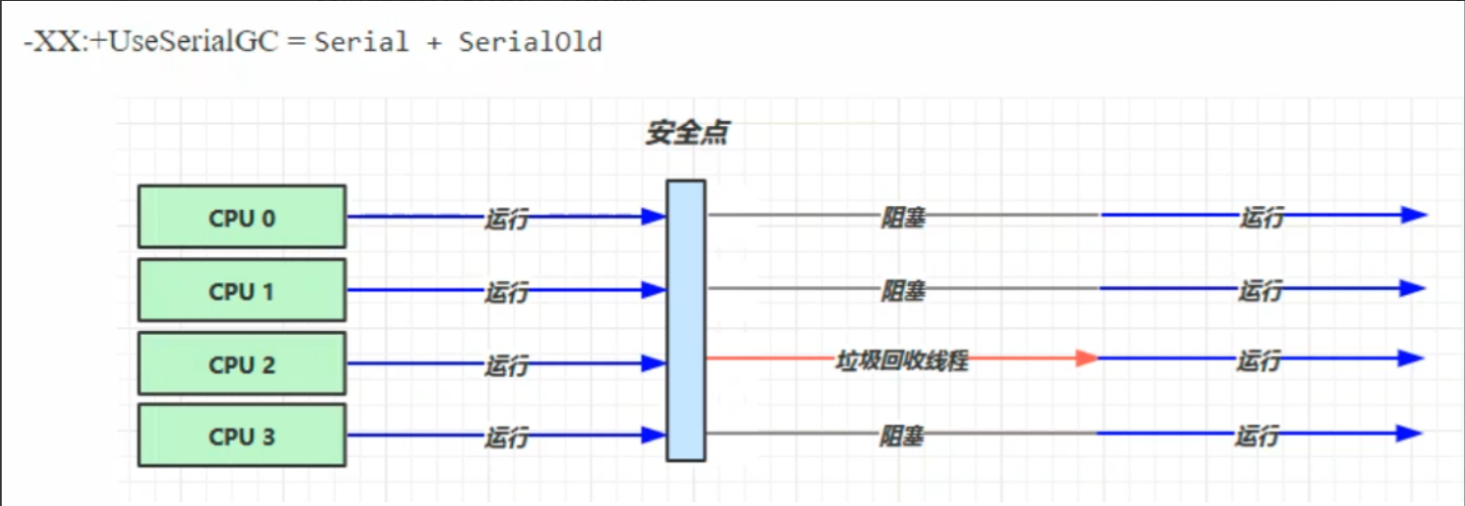 -XX:+UseSerialGC = Serial + SerialOld
安全点
CPU 0 运行 阻塞 运行
CPU 1 运行 阻塞 运行
CPU 2 运行 垃圾回收线程 运行
CPU 3 运行 阻塞 运行